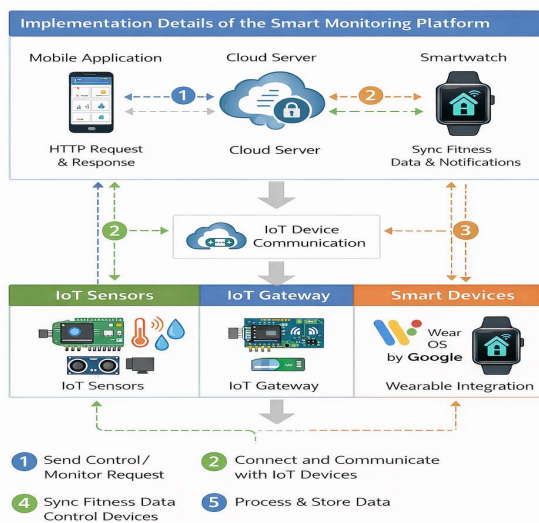 Implementation Details of the Smart Monitoring Platform
Mobile Application
Cloud Server
Smartwatch
1
2
HTTP Request
& Response
Cloud Server
Sync Fitness
Data & Notifications
2
IoT Device
Communication
3
IoT Sensors
IoT Gateway
Smart Devices
Wear
OS
by Google
IoT Sensors
IoT Gateway
Wearable Integration
1 Send Control/
Monitor Request
2 Connect and Communicate
with IoT Devices
4 Sync Fitness Data
Control Devices
5 Process & Store Data